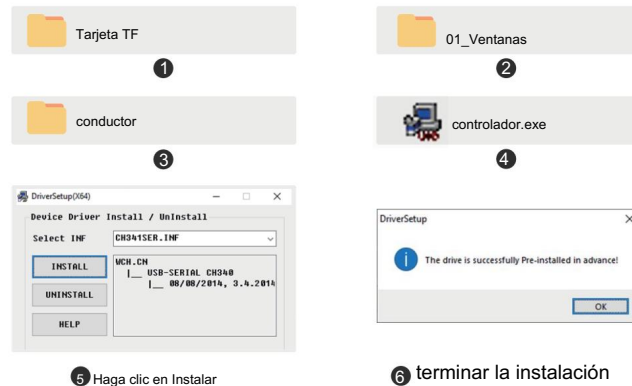 Tarjeta TF
01_Ventanas
1
2
conductor
controlador.exe
3
4
DriverSetup(X64)
Device Driver Install / UnInstall
Select INF
CH341SER.INF
INSTALL
UNINSTALL
HELP
WCH.CN
|__ USB-SERIAL CH340
|__ 08/08/2014, 3.4.2014
DriverSetup
The drive is successfully Pre-installed in advance!
OK
5 Haga clic en Instalar
6 terminar la instalación